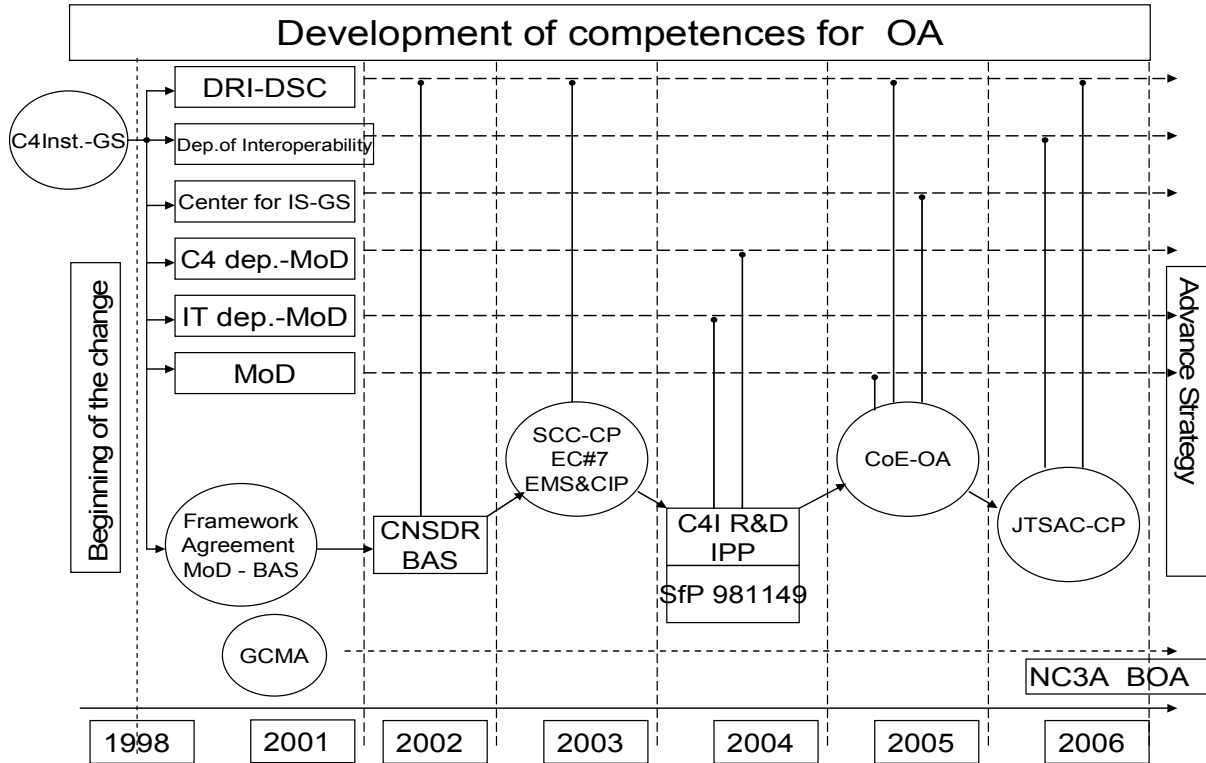 Development of competences for OA
DRI-DSC
C4Inst.-GS
Dep.of Interoperability
Center for IS-GS
C4 dep.-MoD
IT dep.-MoD
MoD
Beginning of the change
Advance Strategy
Framework
Agreement
MoD - BAS
CNSDR
BAS
SCC-CP
EC#7
EMS&CIP
C4I R&D
IPP
SfP 981149
CoE-OA
JTSAC-CP
GCMA
NC3A BOA
1998
2001
2002
2003
2004
2005
2006